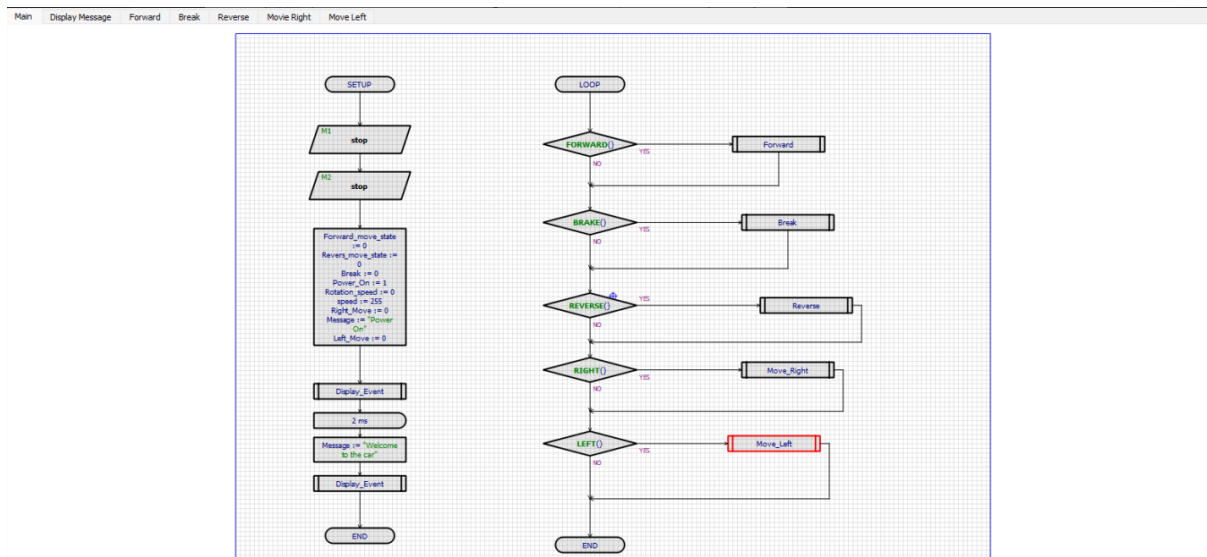 Main Display Message Forward Break Reverse Movie Right Move Left
SETUP
M1
stop
M2
stop
Forward_move_state
:= 0
Revers_move_state :=
0
Break := 0
Power_On := 1
Rotation_speed := 0
speed := 255
Right_Move := 0
Message := "Power
On"
Left_Move := 0
Display_Event
2 ms
Message := "Welcome
to the car"
Display_Event
END
LOOP
FORWARD()
YES
Forward
NO
BRAKE()
YES
Break
NO
REVERSE()
YES
Reverse
NO
RIGHT()
YES
Move_Right
NO
LEFT()
YES
Move_Left
NO
END